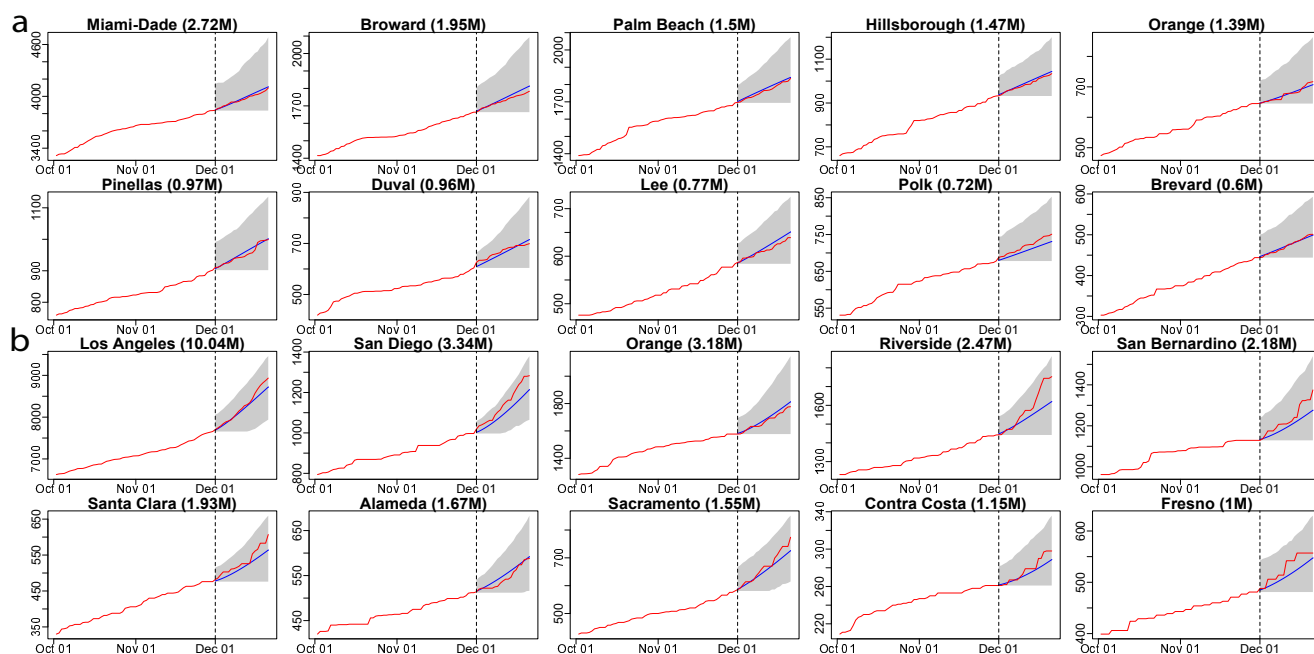 a
Miami-Dade (2.72M) Broward (1.95M) Palm Beach (1.5M) Hillsborough (1.47M) Orange (1.39M)
3400 4000 4600 1400 1700 2000 1400 1700 2000 700 900 1100 500 700
Oct 01 Nov 01 Dec 01 Oct 01 Nov 01 Dec 01 Oct 01 Nov 01 Dec 01 Oct 01 Nov 01 Dec 01 Oct 01 Nov 01 Dec 01
Pinellas (0.97M) Duval (0.96M) Lee (0.77M) Polk (0.72M) Brevard (0.6M)
800 900 1100 500 700 900 500 600 700 550 650 750 850 300 400 500 600
Oct 01 Nov 01 Dec 01 Oct 01 Nov 01 Dec 01 Oct 01 Nov 01 Dec 01 Oct 01 Nov 01 Dec 01 Oct 01 Nov 01 Dec 01
b
Los Angeles (10.04M) San Diego (3.34M) Orange (3.18M) Riverside (2.47M) San Bernardino (2.18M)
7000 8000 9000 800 1000 1200 1400 1400 1800 1300 1600 1000 1200 1400
Oct 01 Nov 01 Dec 01 Oct 01 Nov 01 Dec 01 Oct 01 Nov 01 Dec 01 Oct 01 Nov 01 Dec 01 Oct 01 Nov 01 Dec 01
Santa Clara (1.93M) Alameda (1.67M) Sacramento (1.55M) Contra Costa (1.15M) Fresno (1M)
350 450 550 650 450 550 650 500 700 220 260 300 340 400 500 600
Oct 01 Nov 01 Dec 01 Oct 01 Nov 01 Dec 01 Oct 01 Nov 01 Dec 01 Oct 01 Nov 01 Dec 01 Oct 01 Nov 01 Dec 01